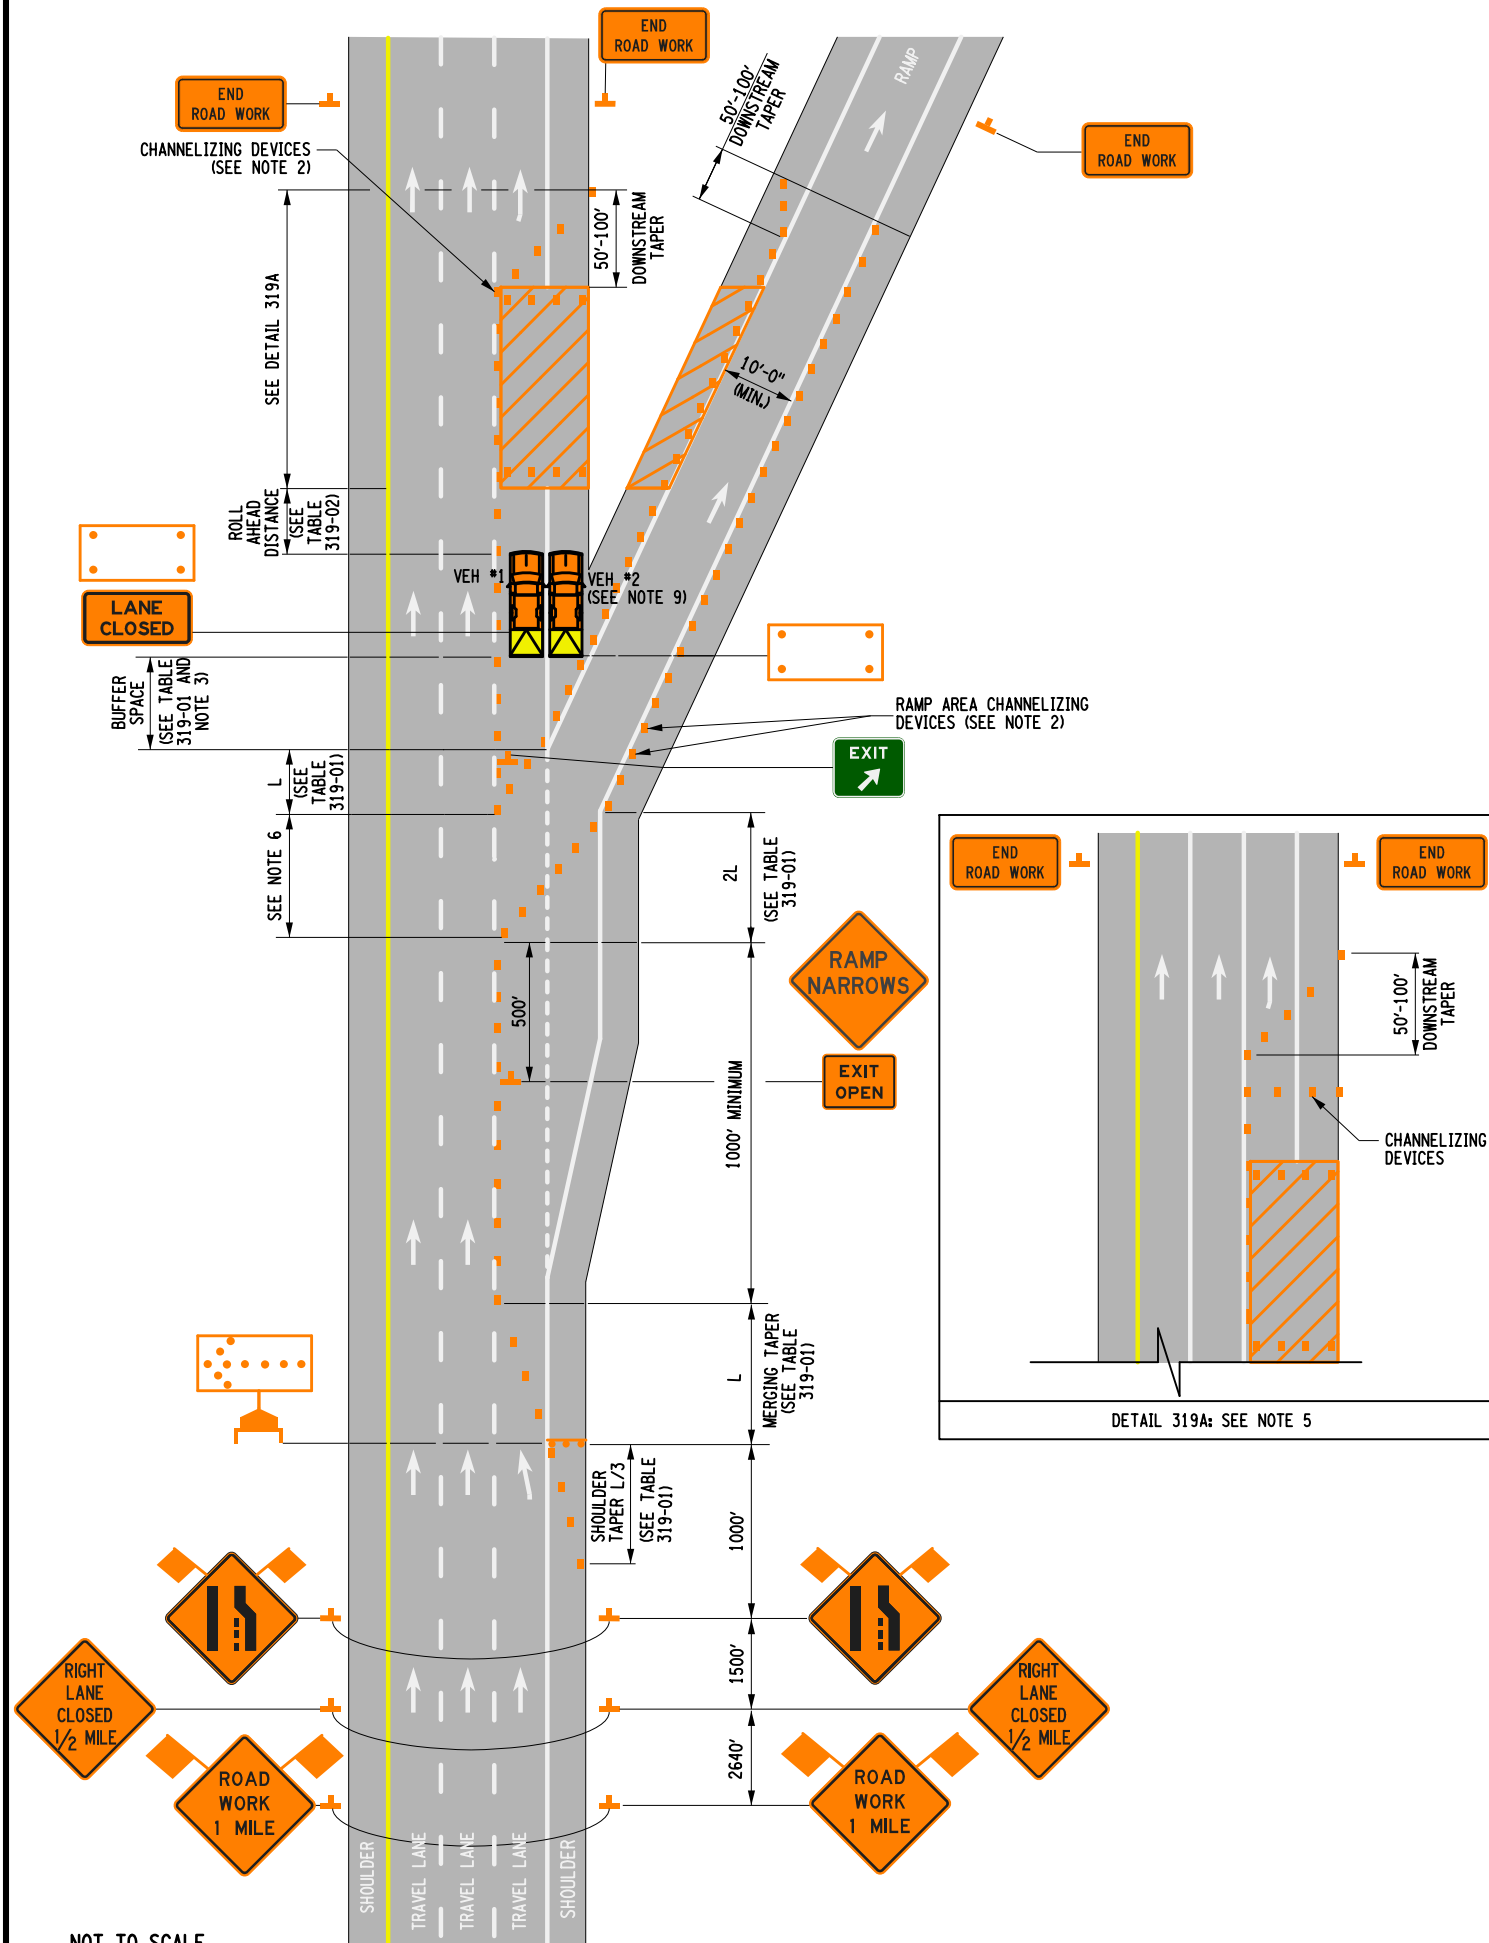 END
ROAD WORK
END
ROAD WORK
CHANNELIZING DEVICES
(SEE NOTE 2)
50'-100'
DOWNSTREAM
TAPER
RAMP
END
ROAD WORK
50'-100'
DOWNSTREAM
TAPER
SEE DETAIL 319A
10'-0"
(MIN.)
ROLL
AHEAD
DISTANCE
(SEE
TABLE
319-02)
VEH #1
VEH #2
(SEE NOTE 9)
LANE
CLOSED
BUFFER
SPACE
(SEE TABLE
319-01 AND
NOTE 3)
RAMP AREA CHANNELIZING
DEVICES (SEE NOTE 2)
EXIT
L
(SEE
TABLE
319-01)
SEE NOTE 6
2L
(SEE TABLE
319-01)
RAMP
NARROWS
500'
EXIT
OPEN
1000' MINIMUM
END
ROAD WORK
END
ROAD WORK
50'-100'
DOWNSTREAM
TAPER
CHANNELIZING
DEVICES
DETAIL 319A: SEE NOTE 5
L
MERGING TAPER
(SEE TABLE
319-01)
SHOULDER
TAPER L/3
(SEE TABLE
319-01)
1000'
1500'
RIGHT
LANE
CLOSED
1/2 MILE
RIGHT
LANE
CLOSED
1/2 MILE
2640'
ROAD
WORK
1 MILE
ROAD
WORK
1 MILE
SHOULDER
TRAVEL LANE
TRAVEL LANE
TRAVEL LANE
SHOULDER
NOT TO SCALE